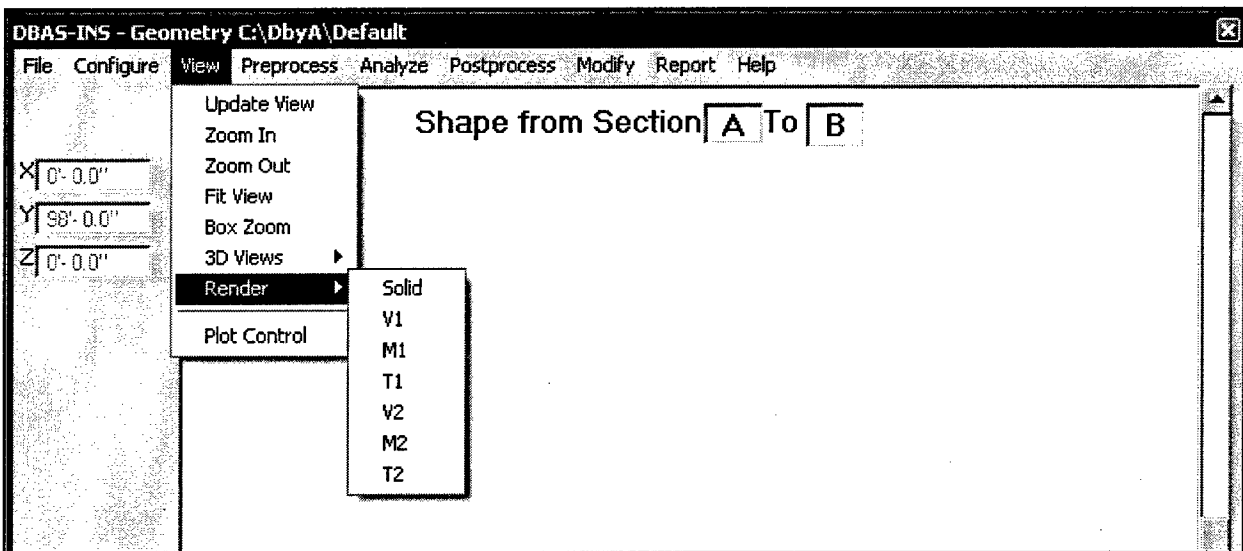 DBAS-INS - Geometry C:\DbyA\Default
File Configure View Preprocess Analyze Postprocess Modify Report Help
Update View
Zoom In
Zoom Out
Fit View
Box Zoom
3D Views
Render
Plot Control
Solid
V1
M1
T1
V2
M2
T2
Shape from Section A To B
X 0'- 0.0"
Y 98'- 0.0"
Z 0'- 0.0"